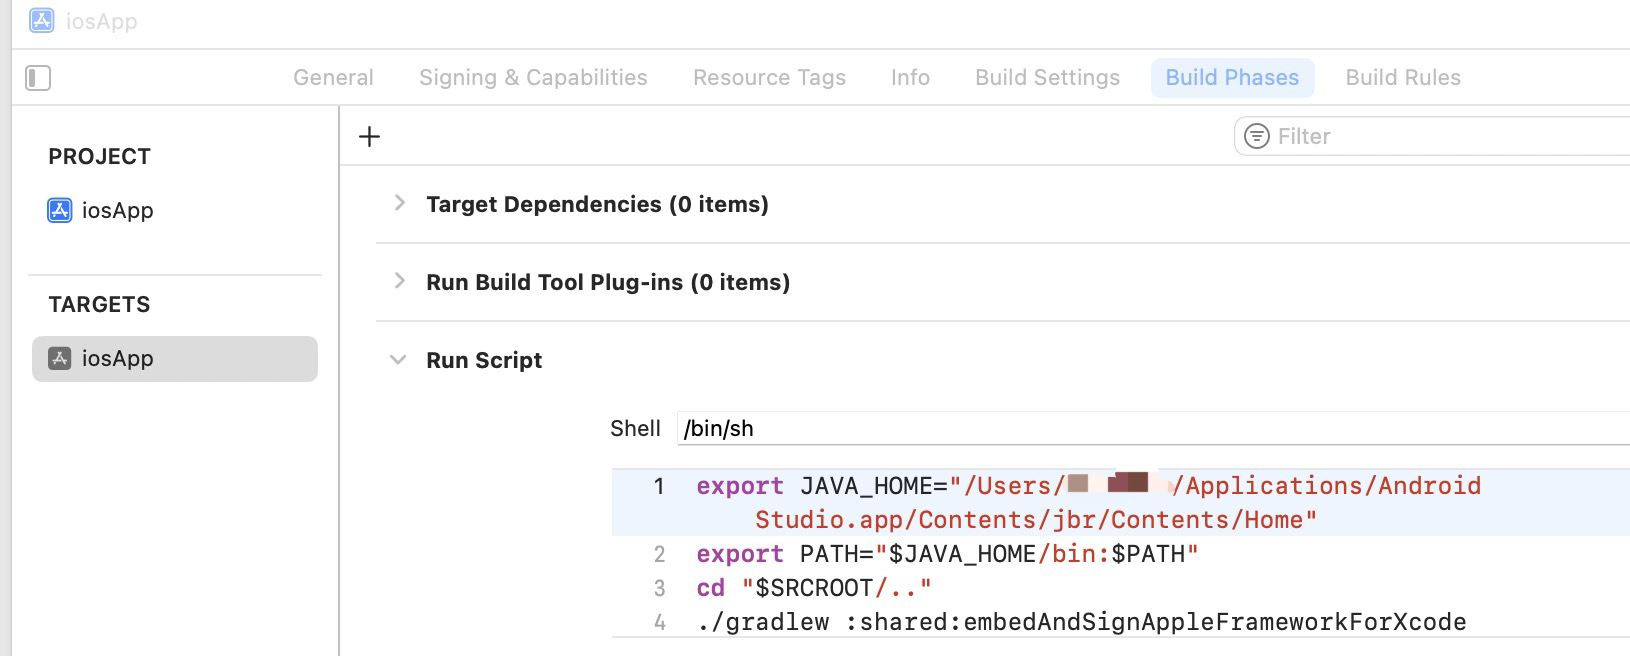 iosApp
General Signing & Capabilities Resource Tags Info Build Settings Build Phases Build Rules
PROJECT
iosApp
TARGETS
iosApp
Filter
Target Dependencies (0 items)
Run Build Tool Plug-ins (0 items)
Run Script
Shell /bin/sh
1 export JAVA_HOME="/Users/ /Applications/Android
Studio.app/Contents/jbr/Contents/Home"
2 export PATH="$JAVA_HOME/bin:$PATH"
3 cd "$SRCROOT/.."
4 ./gradlew :shared:embedAndSignAppleFrameworkForXcode